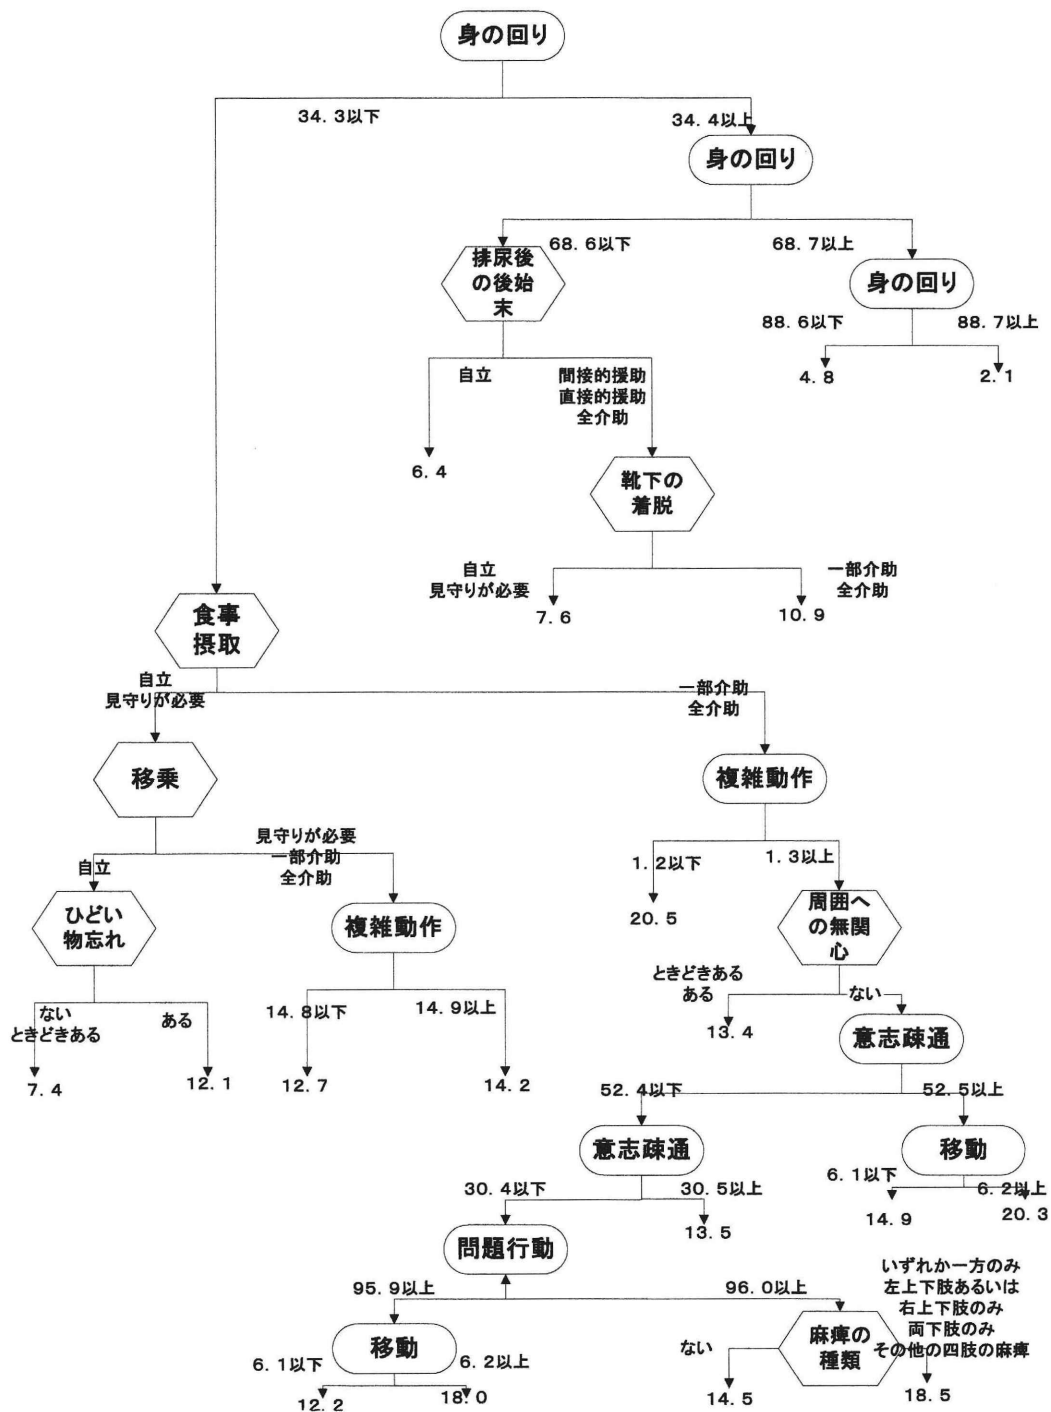 身の回り
34．3以下
34．4以上
身の回り
68．6以下
68．7以上
排尿後
の後始
末
身の回り
88．6以下
88．7以上
4．8
2．1
自立
間接的援助
直接的援助
全介助
6．4
靴下の
着脱
自立
見守りが必要
一部介助
全介助
7．6
10．9
食事
摂取
自立
見守りが必要
一部介助
全介助
移乗
複雑動作
自立
見守りが必要
一部介助
全介助
1．2以下
1．3以上
ひどい
物忘れ
複雑動作
20．5
周囲へ
の無関
心
ない
ときどきある
ある
14．8以下
14．9以上
ときどきある
ある
ない
7．4
12．1
12．7
14．2
13．4
意志疎通
52．4以下
52．5以上
意志疎通
移動
30．4以下
30．5以上
6．1以下
6．2以上
13．5
14．9
20．3
問題行動
95．9以上
96．0以上
いずれか一方のみ
左上下肢あるいは
右上下肢のみ
両下肢のみ
その他の四肢の麻痺
移動
麻痺の
種類
6．1以下
6．2以上
ない
12．2
18．0
14．5
18．5